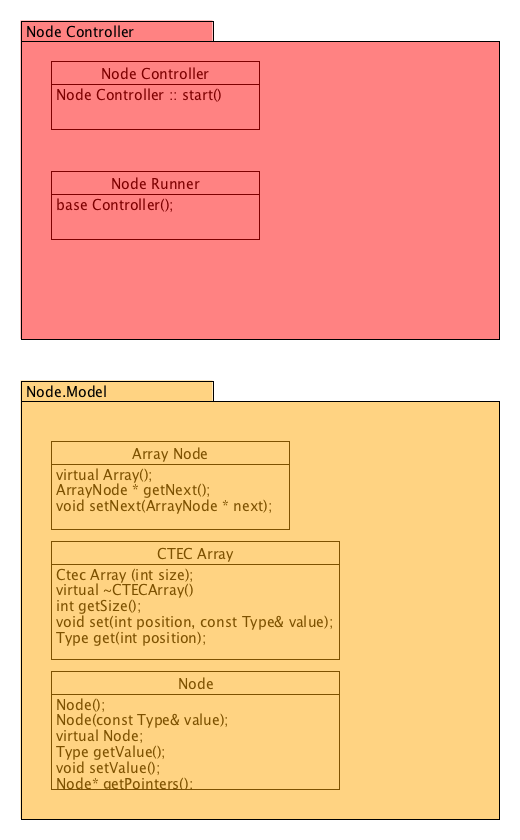 Node Controller
Node Controller
Node Controller :: start()
Node Runner
base Controller();
Node.Model
Array Node
virtual Array();
ArrayNode * getNext();
void setNext(ArrayNode * next);
CTEC Array
Ctec Array (int size);
virtual ~CTECArray()
int getSize();
void set(int position, const Type& value);
Type get(int position);
Node
Node();
Node(const Type& value);
virtual Node;
Type getValue();
void setValue();
Node* getPointers();